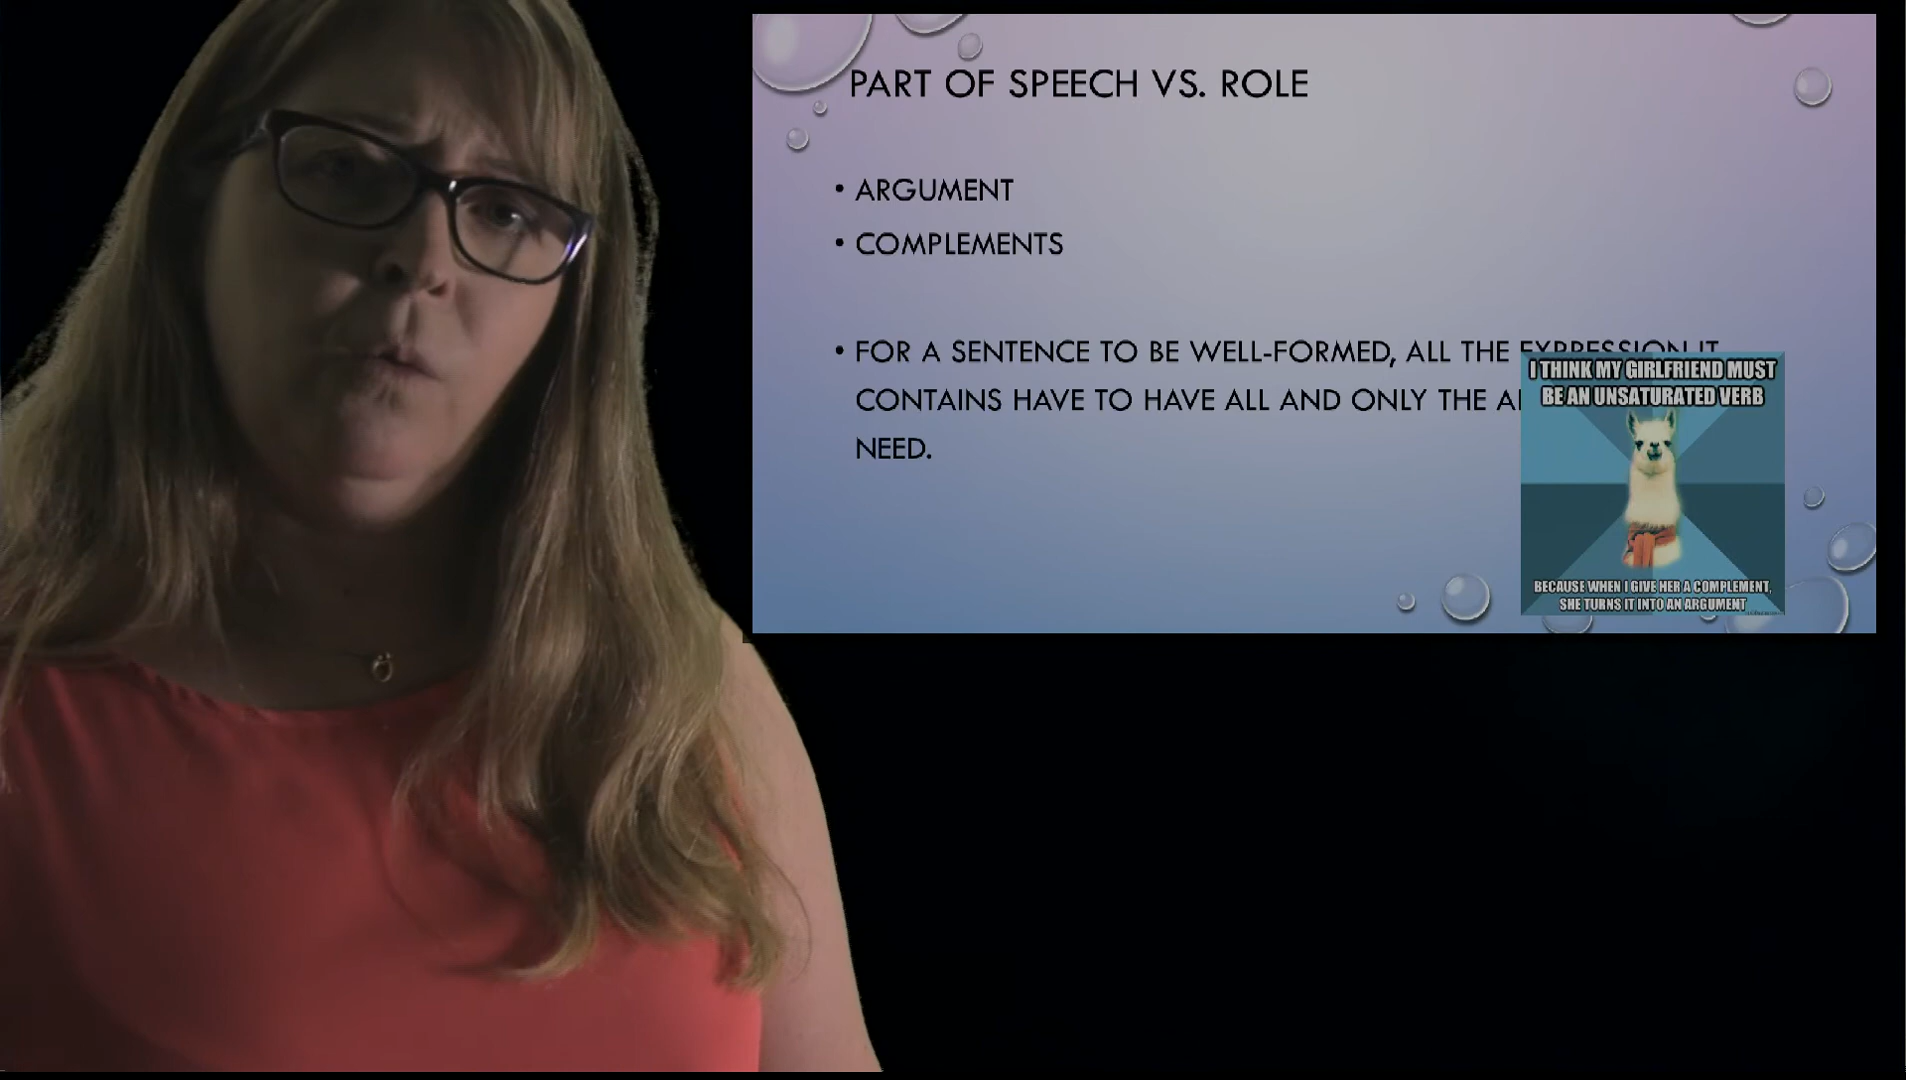 PART OF SPEECH VS. ROLE
• ARGUMENT
• COMPLEMENTS
• FOR A SENTENCE TO BE WELL-FORMED, ALL THE EXPRESSION IT
CONTAINS HAVE TO HAVE ALL AND ONLY THE
NEED.
I THINK MY GIRLFRIEND MUST
BE AN UNSATURATED VERB
BECAUSE WHEN I GIVE HER A COMPLEMENT,
SHE TURNS IT INTO AN ARGUMENT